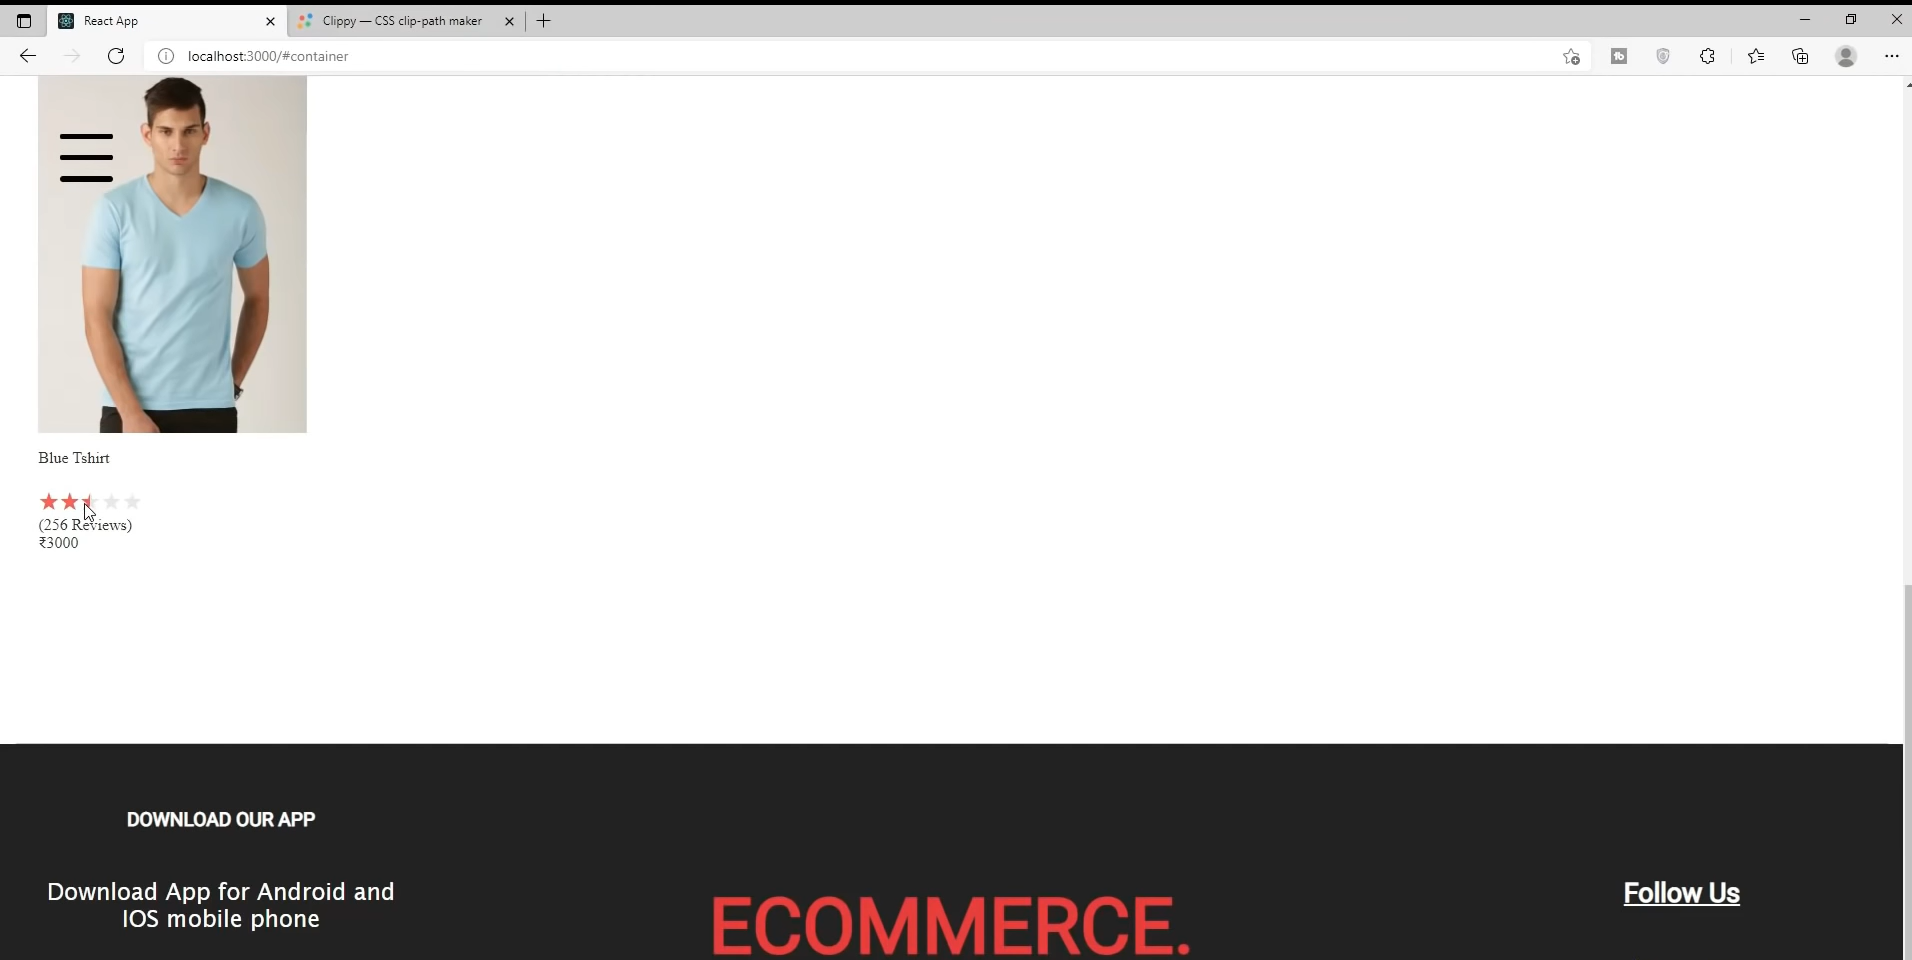 React App
Clippy — CSS clip-path maker
localhost:3000/#container
Blue Tshirt
(256 Reviews)
₹3000
DOWNLOAD OUR APP
Download App for Android and
IOS mobile phone
ECOMMERCE.
Follow Us